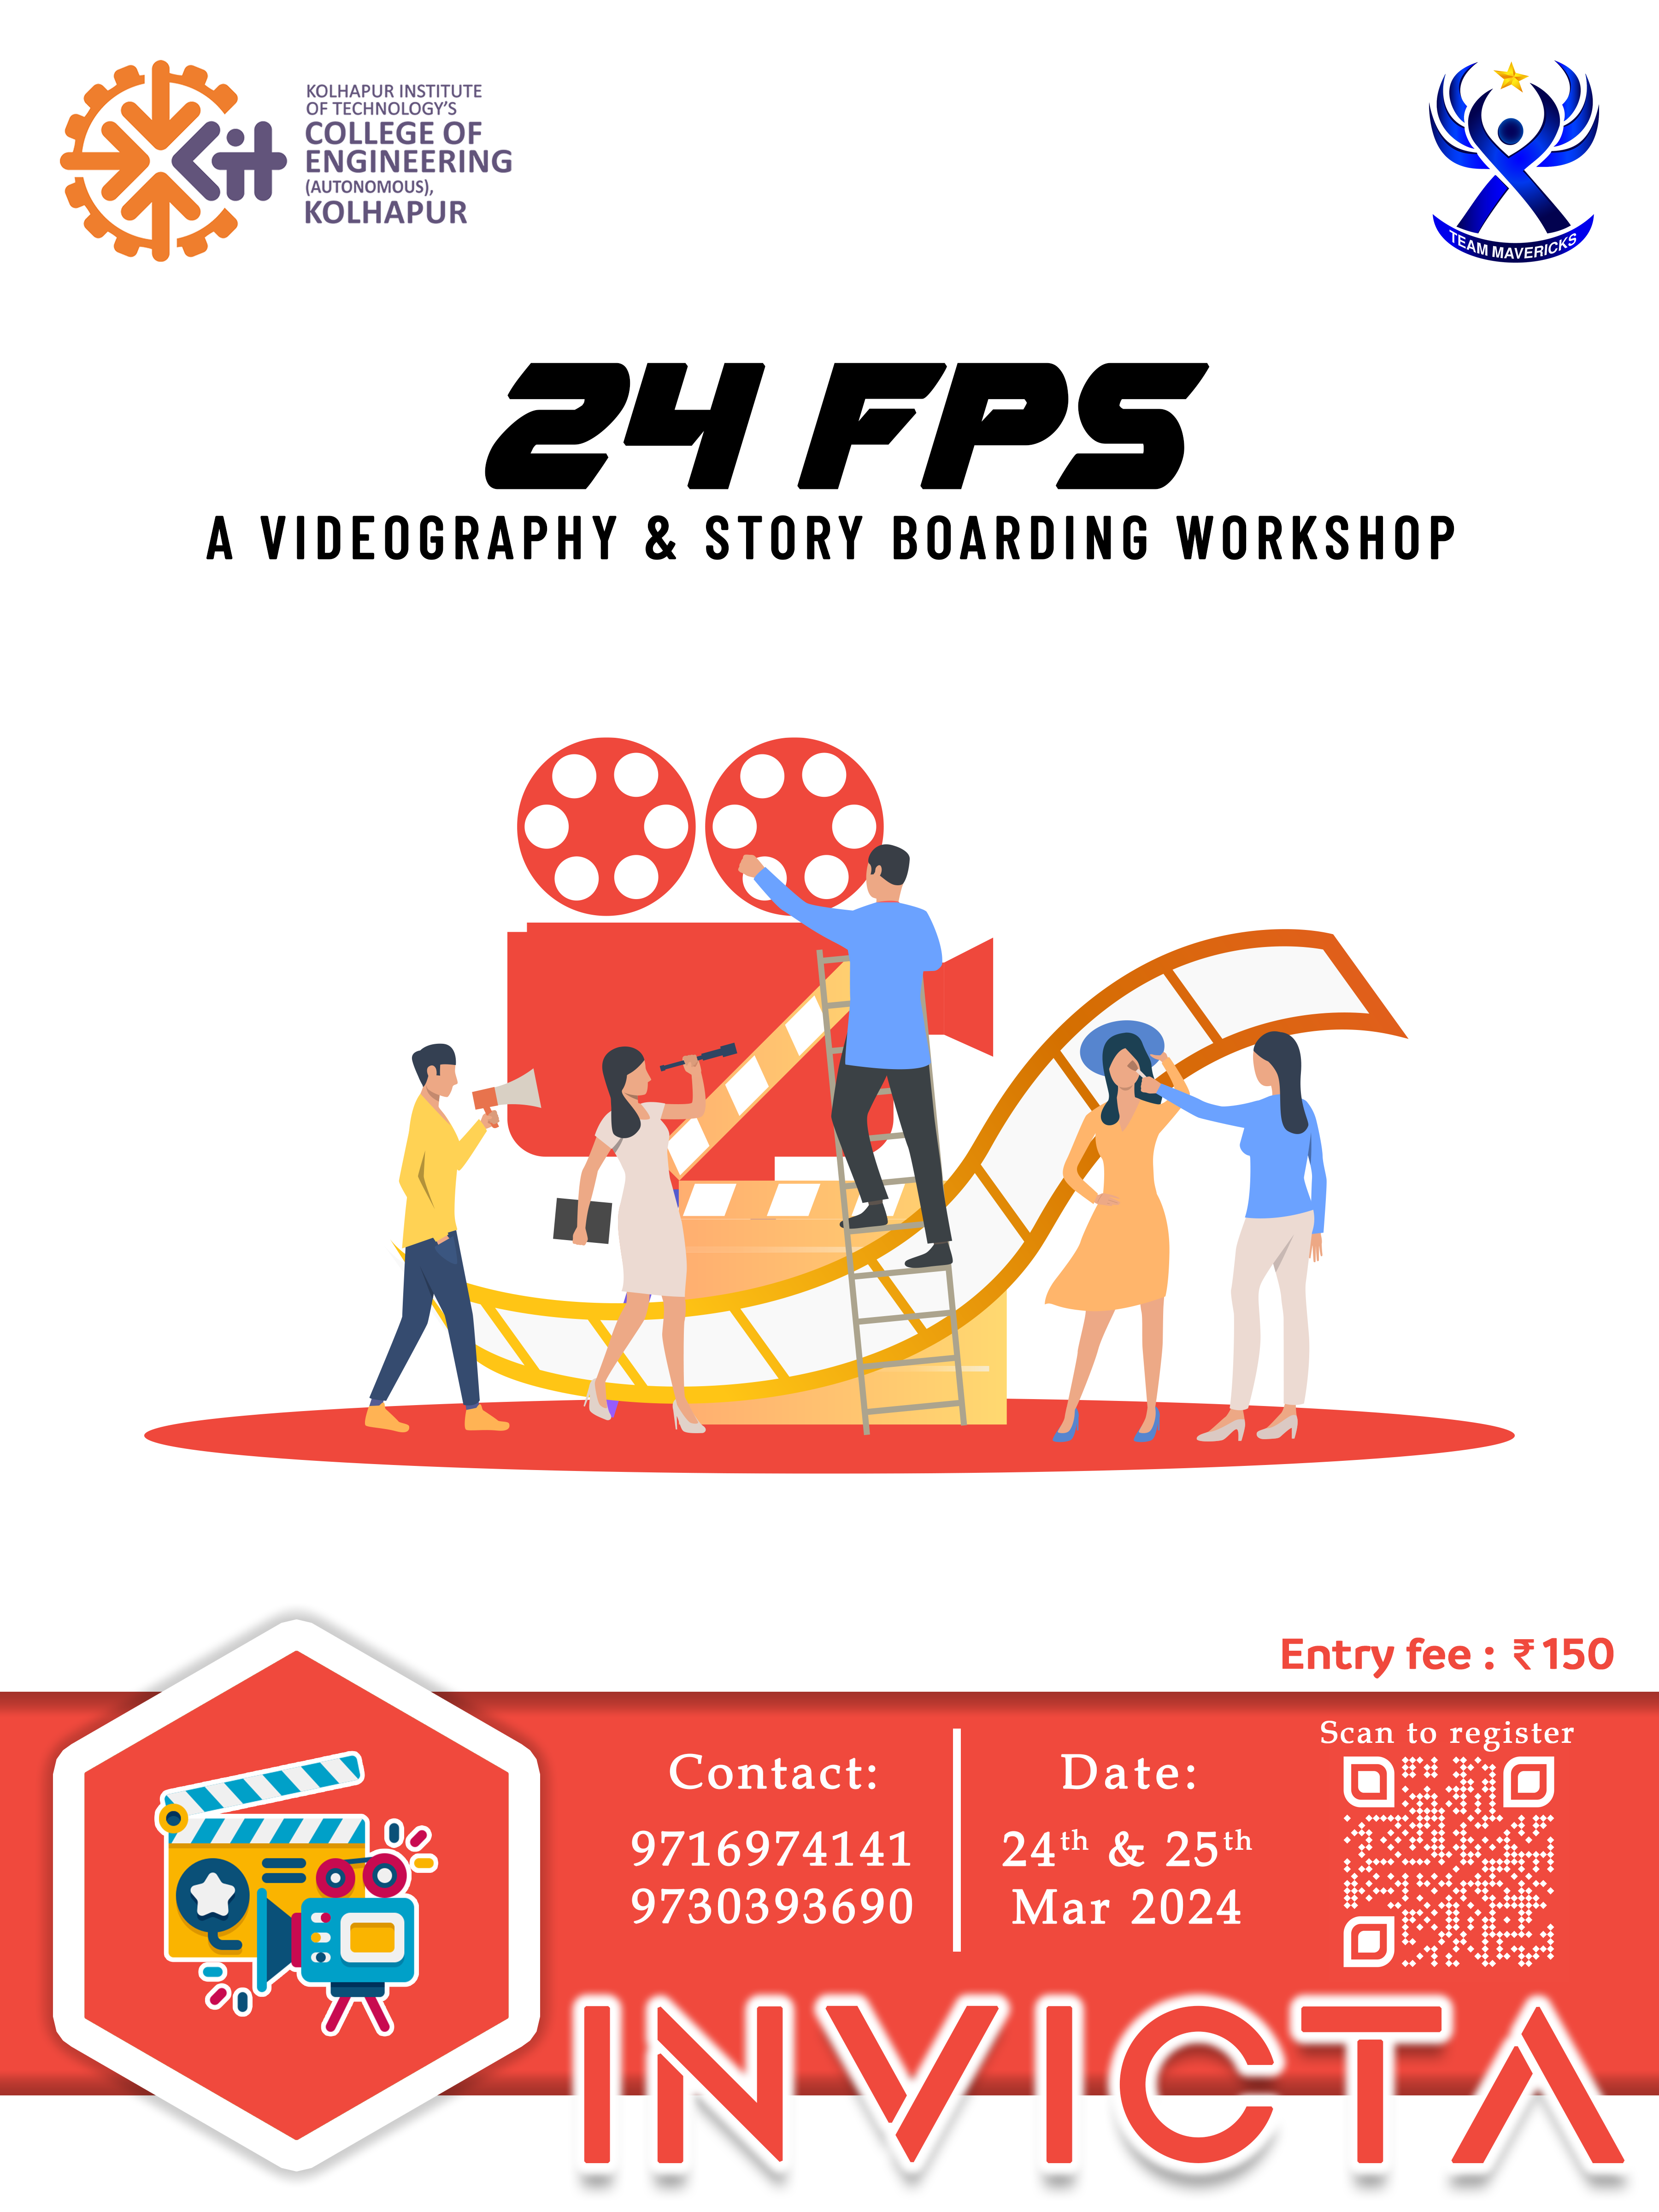 KOLHAPUR INSTITUTE
OF TECHNOLOGY'S
COLLEGE OF
ENGINEERING
(AUTONOMOUS),
KOLHAPUR
Kit
TEAM MAVERICKS
24 FPS
A VIDEOGRAPHY & STORY BOARDING WORKSHOP
Entry fee : ₹150
Contact:
9716974141
9730393690
Date:
24th & 25th
Mar 2024
Scan to register
INVICTA